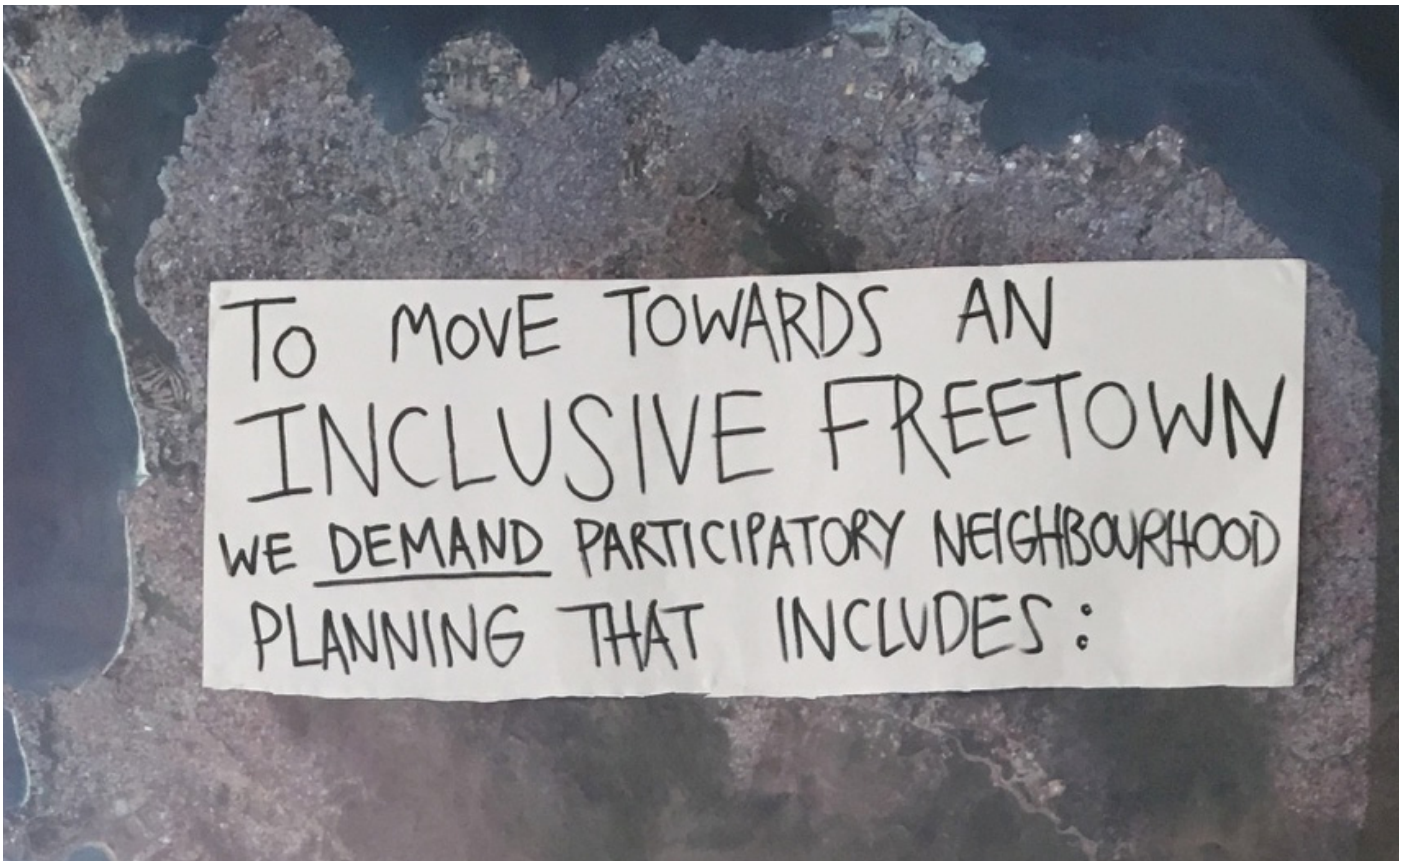 TO MOVE TOWARDS AN
INCLUSIVE FREETOWN
WE DEMAND PARTICIPATORY NEIGHBOURHOOD
PLANNING THAT INCLUDES: